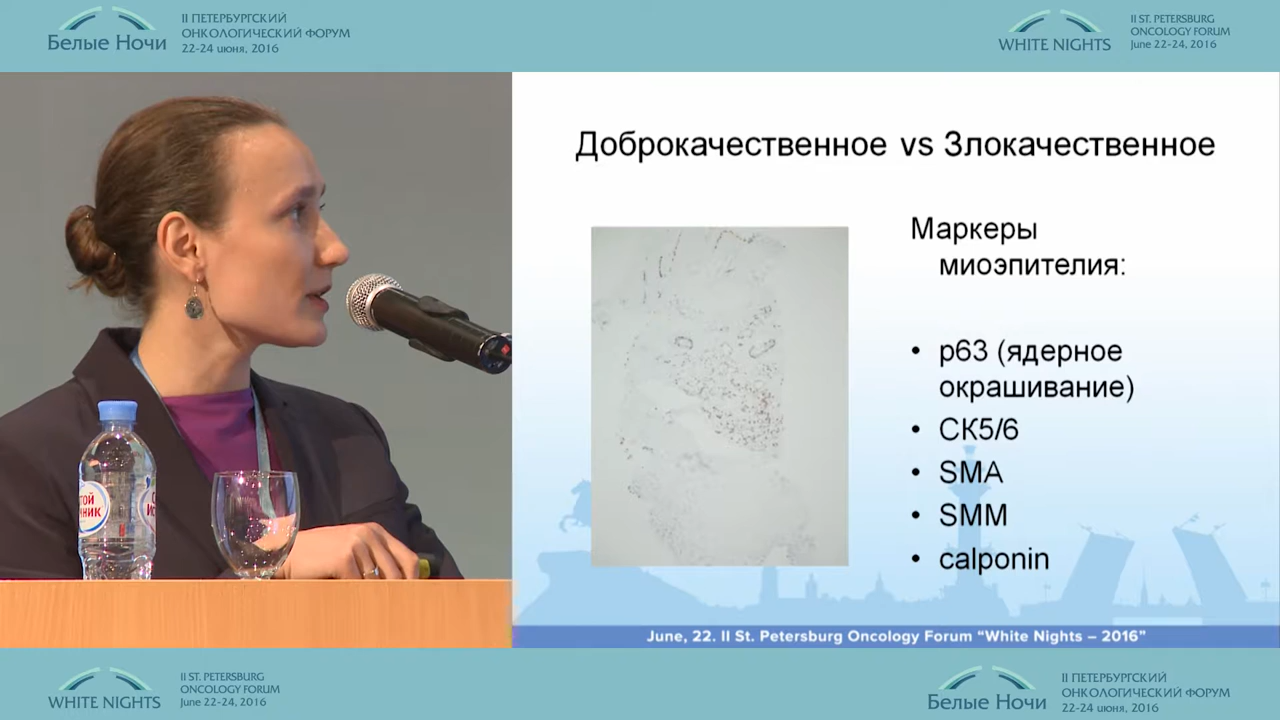 Белые Ночи
II ПЕТЕРБУРГСКИЙ
ОНКОЛОГИЧЕСКИЙ ФОРУМ
22-24 июня, 2016
WHITE NIGHTS
II ST. PETERSBURG
ONCOLOGY FORUM
June 22-24, 2016
Доброкачественное vs Злокачественное
Маркеры
миоэпителия:
• p63 (ядерное
окрашивание)
• СК5/6
• SMA
• SMM
• calponin
June, 22. II St. Petersburg Oncology Forum “White Nights – 2016”
WHITE NIGHTS
II ST. PETERSBURG
ONCOLOGY FORUM
June 22-24, 2016
Белые Ночи
II ПЕТЕРБУРГСКИЙ
ОНКОЛОГИЧЕСКИЙ ФОРУМ
22-24 июня, 2016